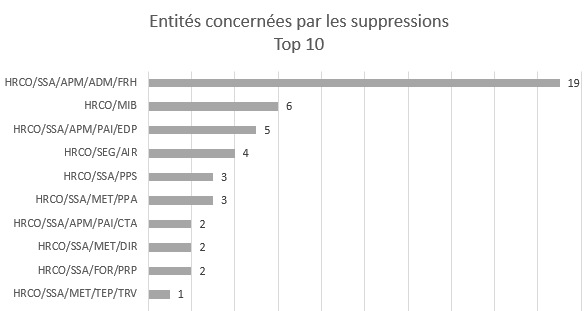 Entités concernées par les suppressions
Top 10
HRCO/SSA/APM/ADM/FRH 19
HRCO/MIB 6
HRCO/SSA/APM/PAI/EDP 5
HRCO/SEG/AIR 4
HRCO/SSA/PPS 3
HRCO/SSA/MET/PPA 3
HRCO/SSA/APM/PAI/CTA 2
HRCO/SSA/MET/DIR 2
HRCO/SSA/FOR/PRP 2
HRCO/SSA/MET/TEP/TRV 1